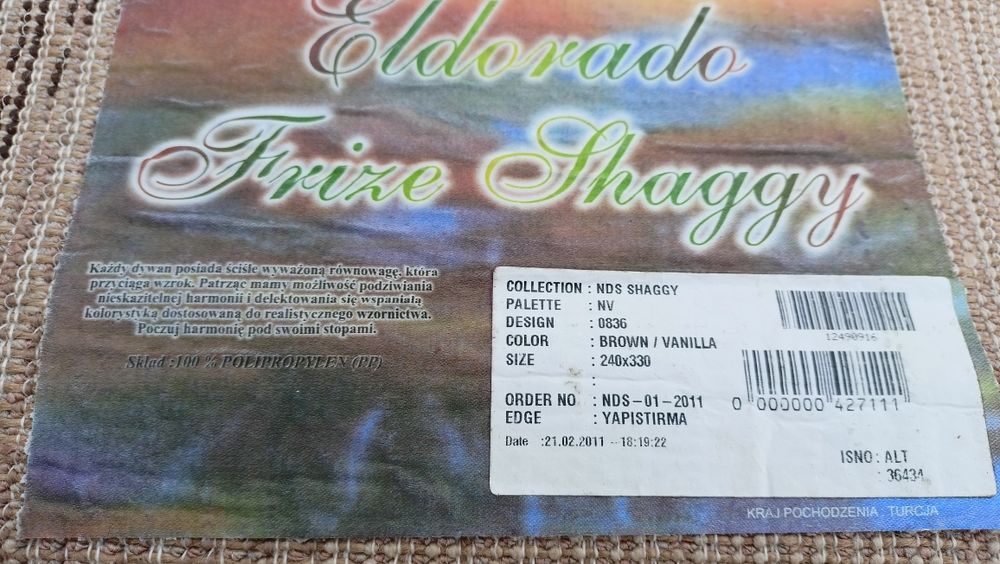 Eldorado
Frize Shaggy
Każdy dywan posiada ściśle wyważoną równowagę, która
przyciąga wzrok. Patrząc mamy możliwość podziwiania
nieskazitelnej harmonii i delektowania się wspaniałą
kolorystyką dostosowaną do realistycznego wzornictwa.
Poczuj harmonię pod swoimi stopami.
Skład :100 % POLIPROPYLEN (PP)
COLLECTION : NDS SHAGGY
PALETTE : NV
DESIGN : 0836
COLOR : BROWN / VANILLA
SIZE : 240x330
:
ORDER NO : NDS-01-2011
EDGE : YAPISTIRMA
Date :21.02.2011 - 18:19:22
12490916
0 000000 427111
ISNO : ALT
: 36434
KRAJ POCHODZENIA : TURCJA